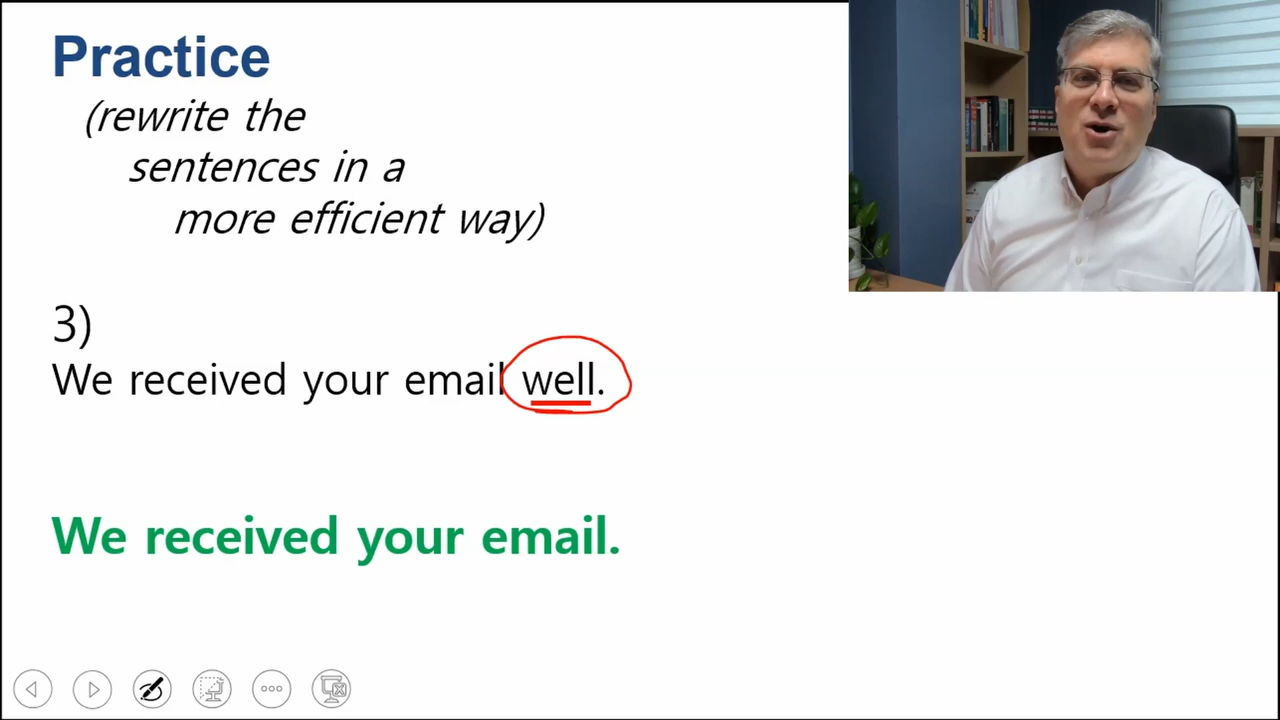 Practice
(rewrite the
sentences in a
more efficient way)
3)
We received your email well.
We received your email.